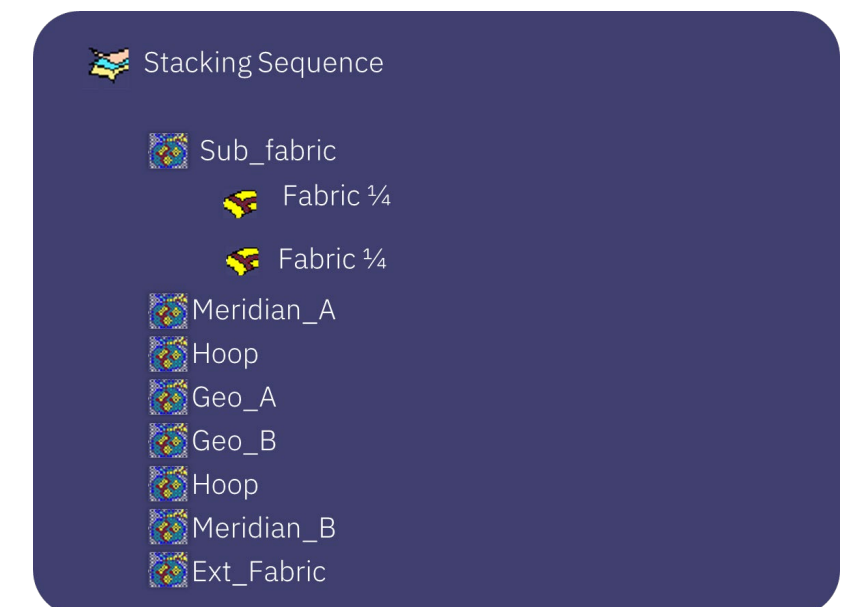 Stacking Sequence
Sub_fabric
Fabric ¼
Fabric ¼
Meridian_A
Hoop
Geo_A
Geo_B
Hoop
Meridian_B
Ext_Fabric